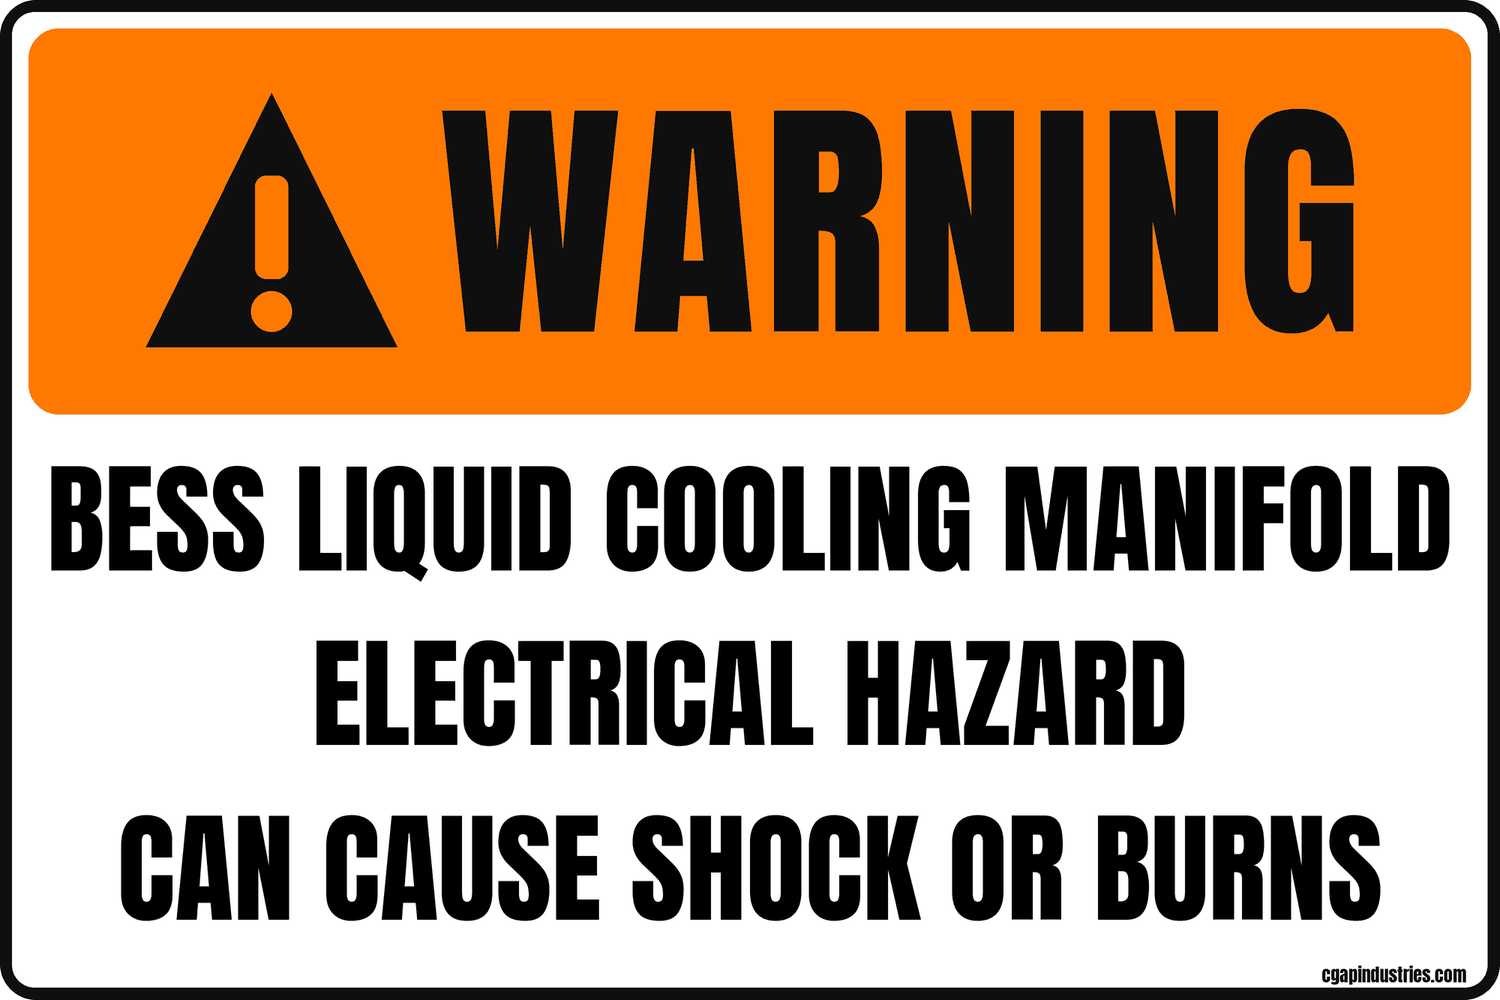 WARNING
BESS LIQUID COOLING MANIFOLD
ELECTRICAL HAZARD
CAN CAUSE SHOCK OR BURNS
cgapindustries.com